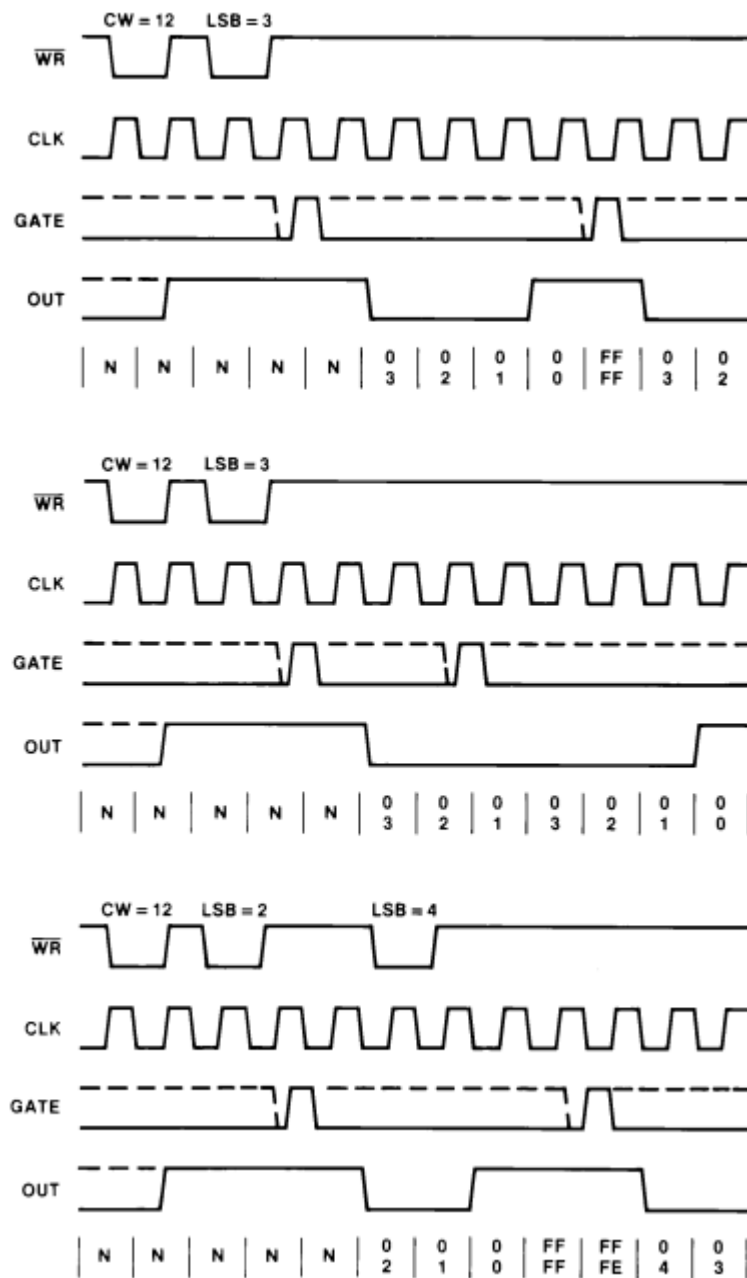 CW = 12 LSB = 3
WR
CLK
GATE
OUT
N N N N N 0 0 0 0 FF 0 0
3 2 1 0 FF 3 2
CW = 12 LSB = 3
WR
CLK
GATE
OUT
N N N N N 0 0 0 0 0 0 0
3 2 1 3 2 1 0
CW = 12 LSB = 2 LSB = 4
WR
CLK
GATE
OUT
N N N N N 0 0 0 FF FF 0 0
2 1 0 FF FE 4 3